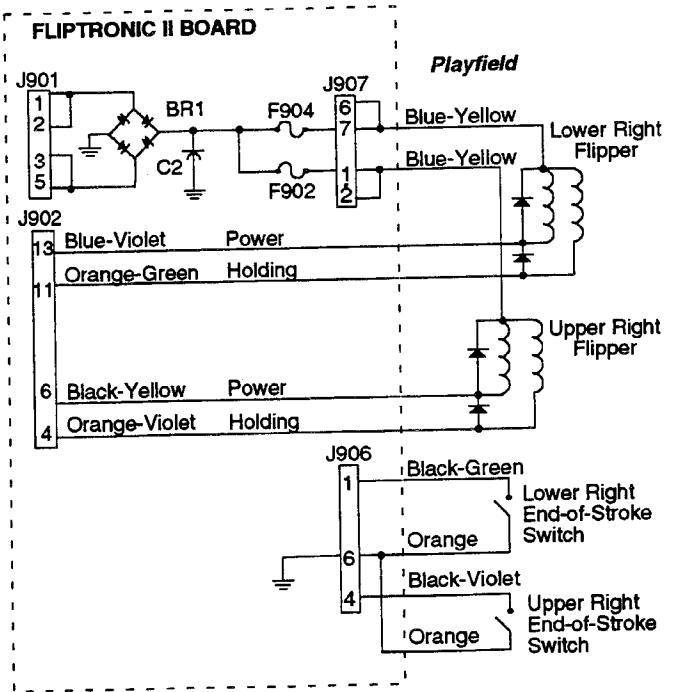 FLIPTRONIC II BOARD
Playfield
J901
1
2
3
5
BR1
C2
F904
F902
J907
6
7
1
2
Blue-Yellow
Blue-Yellow
Lower Right
Flipper
J902
13
Blue-Violet Power
Orange-Green Holding
11
Upper Right
Flipper
6
Black-Yellow Power
Orange-Violet Holding
4
J906
1
Black-Green
Lower Right
End-of-Stroke
Switch
Orange
6
Black-Violet
4
Upper Right
End-of-Stroke
Switch
Orange